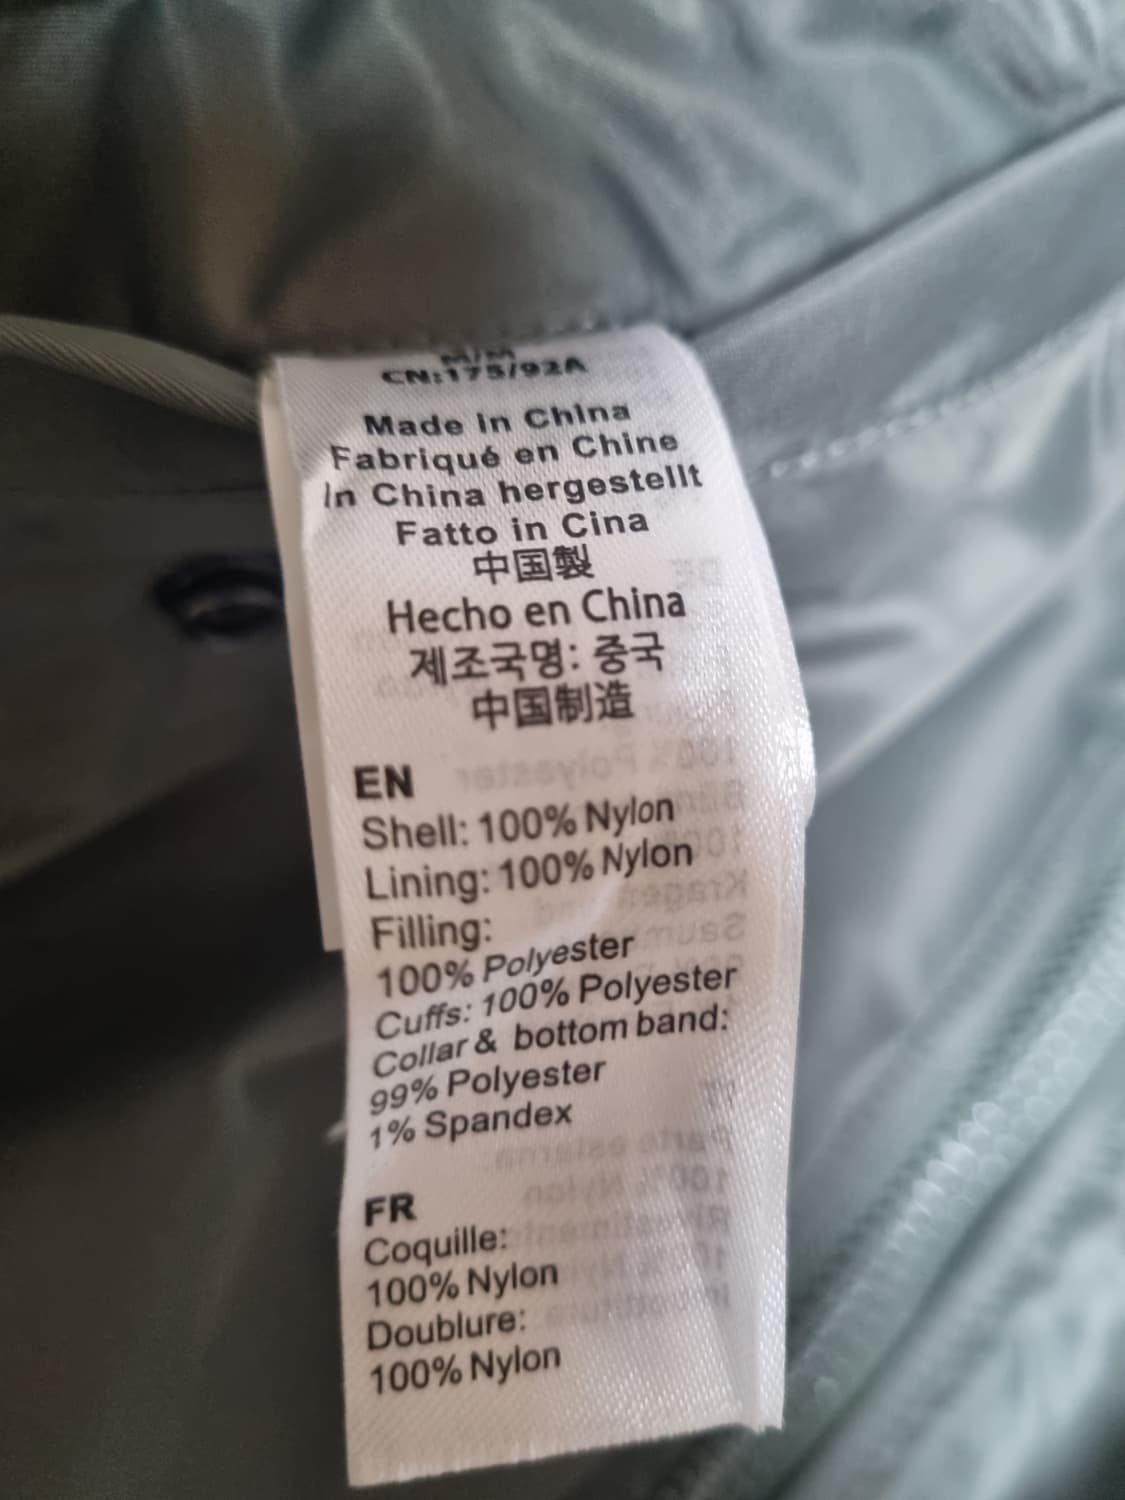 M/M
CN:175/92A
Made in China
Fabriqué en Chine
In China hergestellt
Fatto in Cina
中国製
Hecho en China
제조국명: 중국
中国制造
EN
Shell: 100% Nylon
Lining: 100% Nylon
Filling:
100% Polyester
Cuffs: 100% Polyester
Collar & bottom band:
99% Polyester
1% Spandex
FR
Coquille:
100% Nylon
Doublure:
100% Nylon